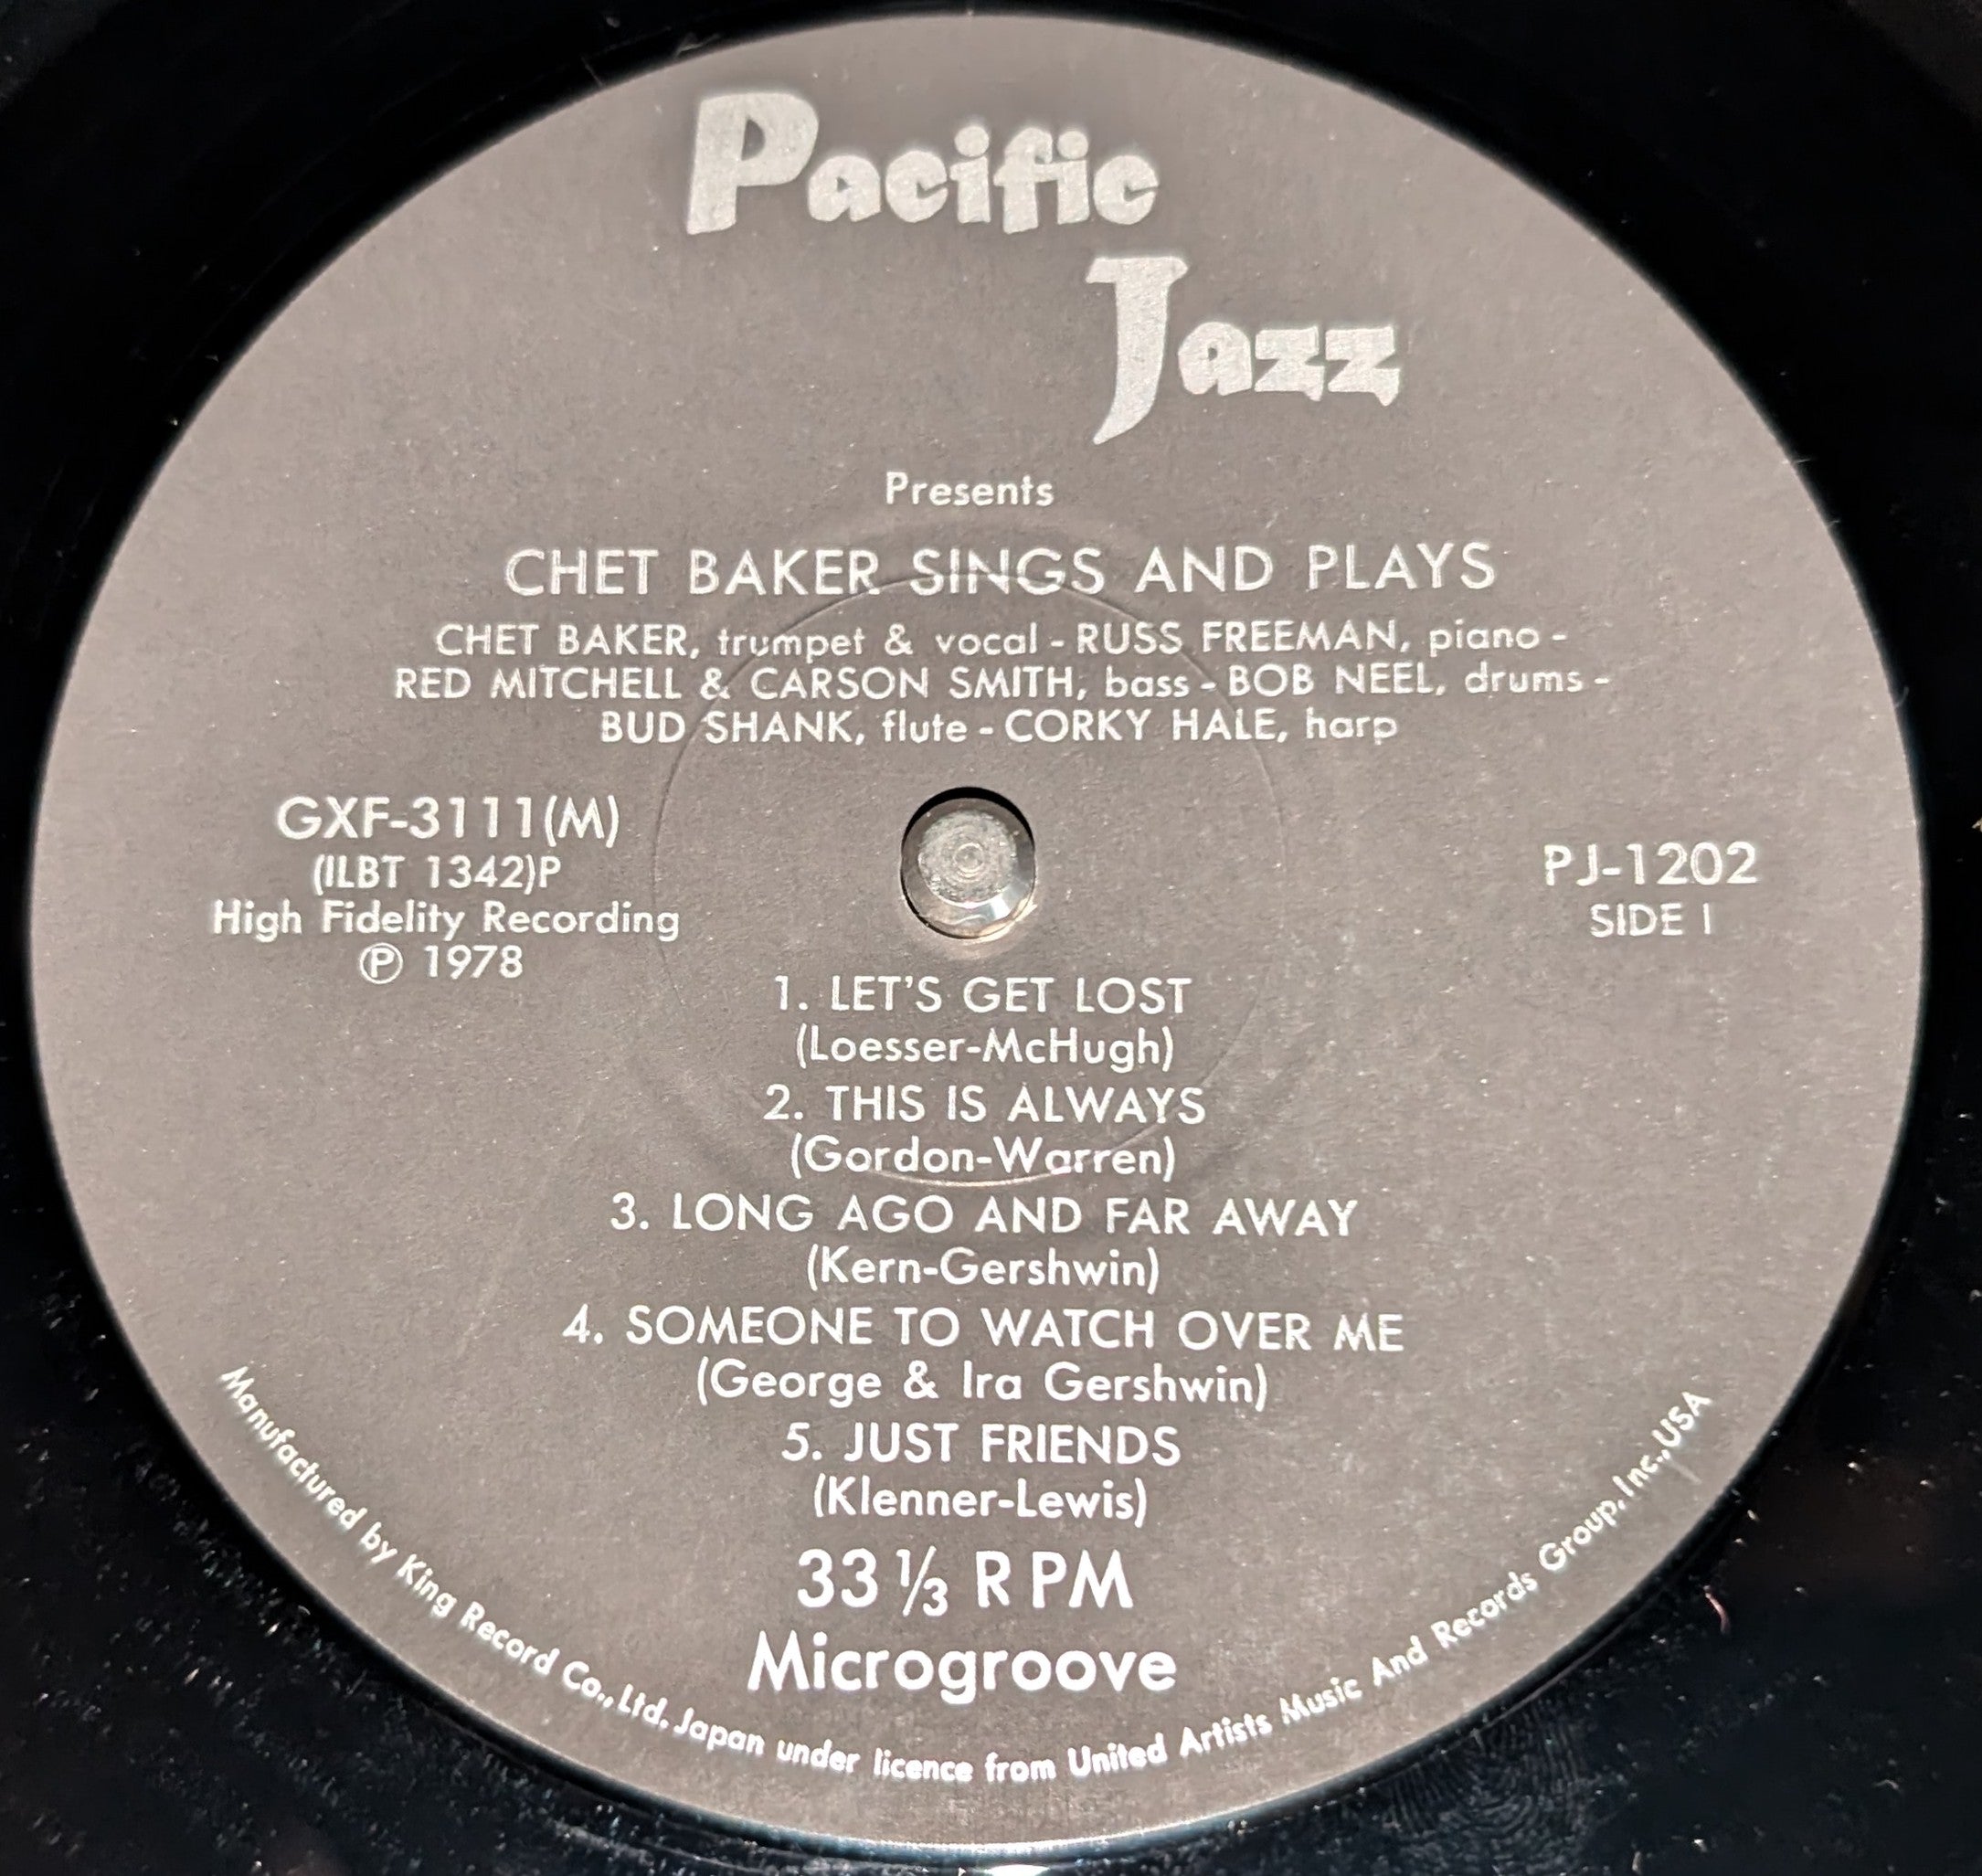 Pacific
Jazz
Presents
CHET BAKER SINGS AND PLAYS
CHET BAKER, trumpet & vocal - RUSS FREEMAN, piano -
RED MITCHELL & CARSON SMITH, bass - BOB NEEL, drums -
BUD SHANK, flute - CORKY HALE, harp
GXF-3111(M)
(ILBT 1342)P
High Fidelity Recording
Ⓟ 1978
PJ-1202
SIDE 1
1. LET'S GET LOST
(Loesser-McHugh)
2. THIS IS ALWAYS
(Gordon-Warren)
3. LONG AGO AND FAR AWAY
(Kern-Gershwin)
4. SOMEONE TO WATCH OVER ME
(George & Ira Gershwin)
5. JUST FRIENDS
(Klenner-Lewis)
33 ⅓ RPM
Microgroove
Manufactured by King Record Co., Ltd. Japan under licence from United Artists Music And Records Group, Inc., USA